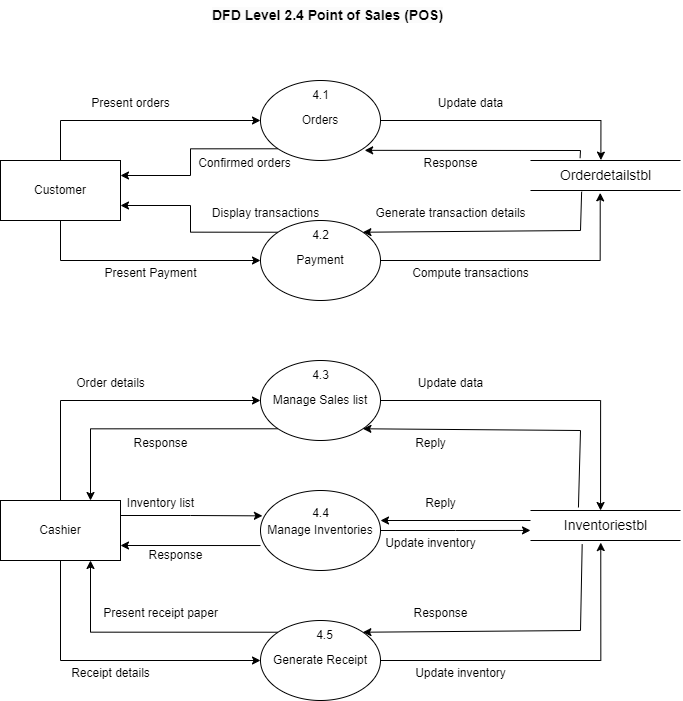 DFD Level 2.4 Point of Sales (POS)
4.1
Orders
Present orders
Update data
Confirmed orders
Response
Customer
Orderdetailstbl
Display transactions
Generate transaction details
4.2
Payment
Present Payment
Compute transactions
4.3
Manage Sales list
Order details
Update data
Response
Reply
Inventory list
Reply
4.4
Manage Inventories
Cashier
Inventoriestbl
Response
Update inventory
Present receipt paper
Response
4.5
Generate Receipt
Receipt details
Update inventory